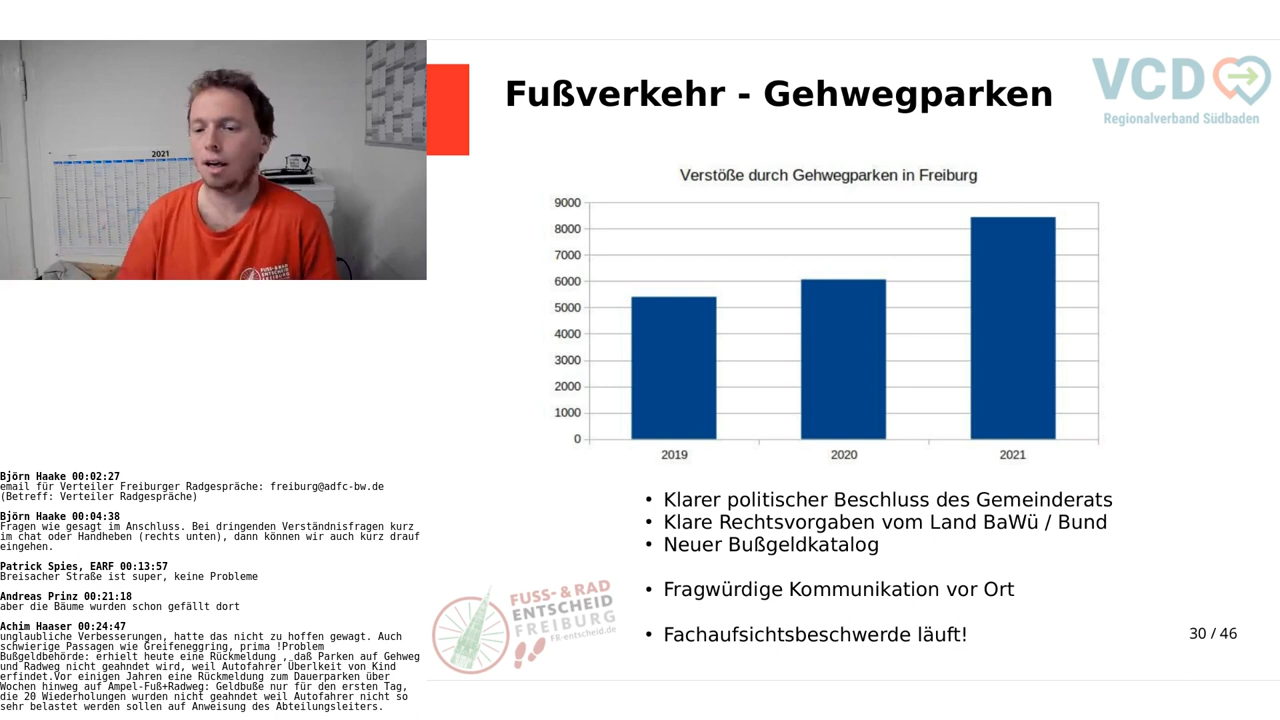 2021
Björn Haake 00:02:27
email für Verteiler Freiburger Radgespräche: freiburg@adfc-bw.de
(Betreff: Verteiler Radgespräche)
Björn Haake 00:04:38
Fragen wie gesagt im Anschluss. Bei dringenden Verständnisfragen kurz
im chat oder Handheben (rechts unten), dann können wir auch kurz drauf
eingehen.
Patrick Spies, EARF 00:13:57
Breisacher Straße ist super, keine Probleme
Andreas Prinz 00:21:18
aber die Bäume wurden schon gefällt dort
Achim Haaser 00:24:47
unglaubliche Verbesserungen, hatte das nicht zu hoffen gewagt. Auch
schwierige Passagen wie Greifeneggring, prima !Problem
Bußgeldbehörde: erhielt heute eine Rückmeldung ,‚daß Parken auf Gehweg
und Radweg nicht geahndet wird, weil Autofahrer Überlkeit von Kind
erfindet.Vor einigen Jahren eine Rückmeldung zum Dauerparken über
Wochen hinweg auf Ampel-Fuß+Radweg: Geldbuße nur für den ersten Tag,
die 20 Wiederholungen wurden nicht geahndet weil Autofahrer nicht so
sehr belastet werden sollen auf Anweisung des Abteilungsleiters.
Fußverkehr - Gehwegparken
VCD
Regionalverband Südbaden
Verstöße durch Gehwegparken in Freiburg
9000
8000
7000
6000
5000
4000
3000
2000
1000
0
2019 2020 2021
• Klarer politischer Beschluss des Gemeinderats
• Klare Rechtsvorgaben vom Land BaWü / Bund
• Neuer Bußgeldkatalog
• Fragwürdige Kommunikation vor Ort
• Fachaufsichtsbeschwerde läuft!
FUSS- & RAD
ENTSCHEID
FREIBURG
FR-entscheid.de
30 / 46
FUSS- & RAD
ENTSCHEID
FREIBURG